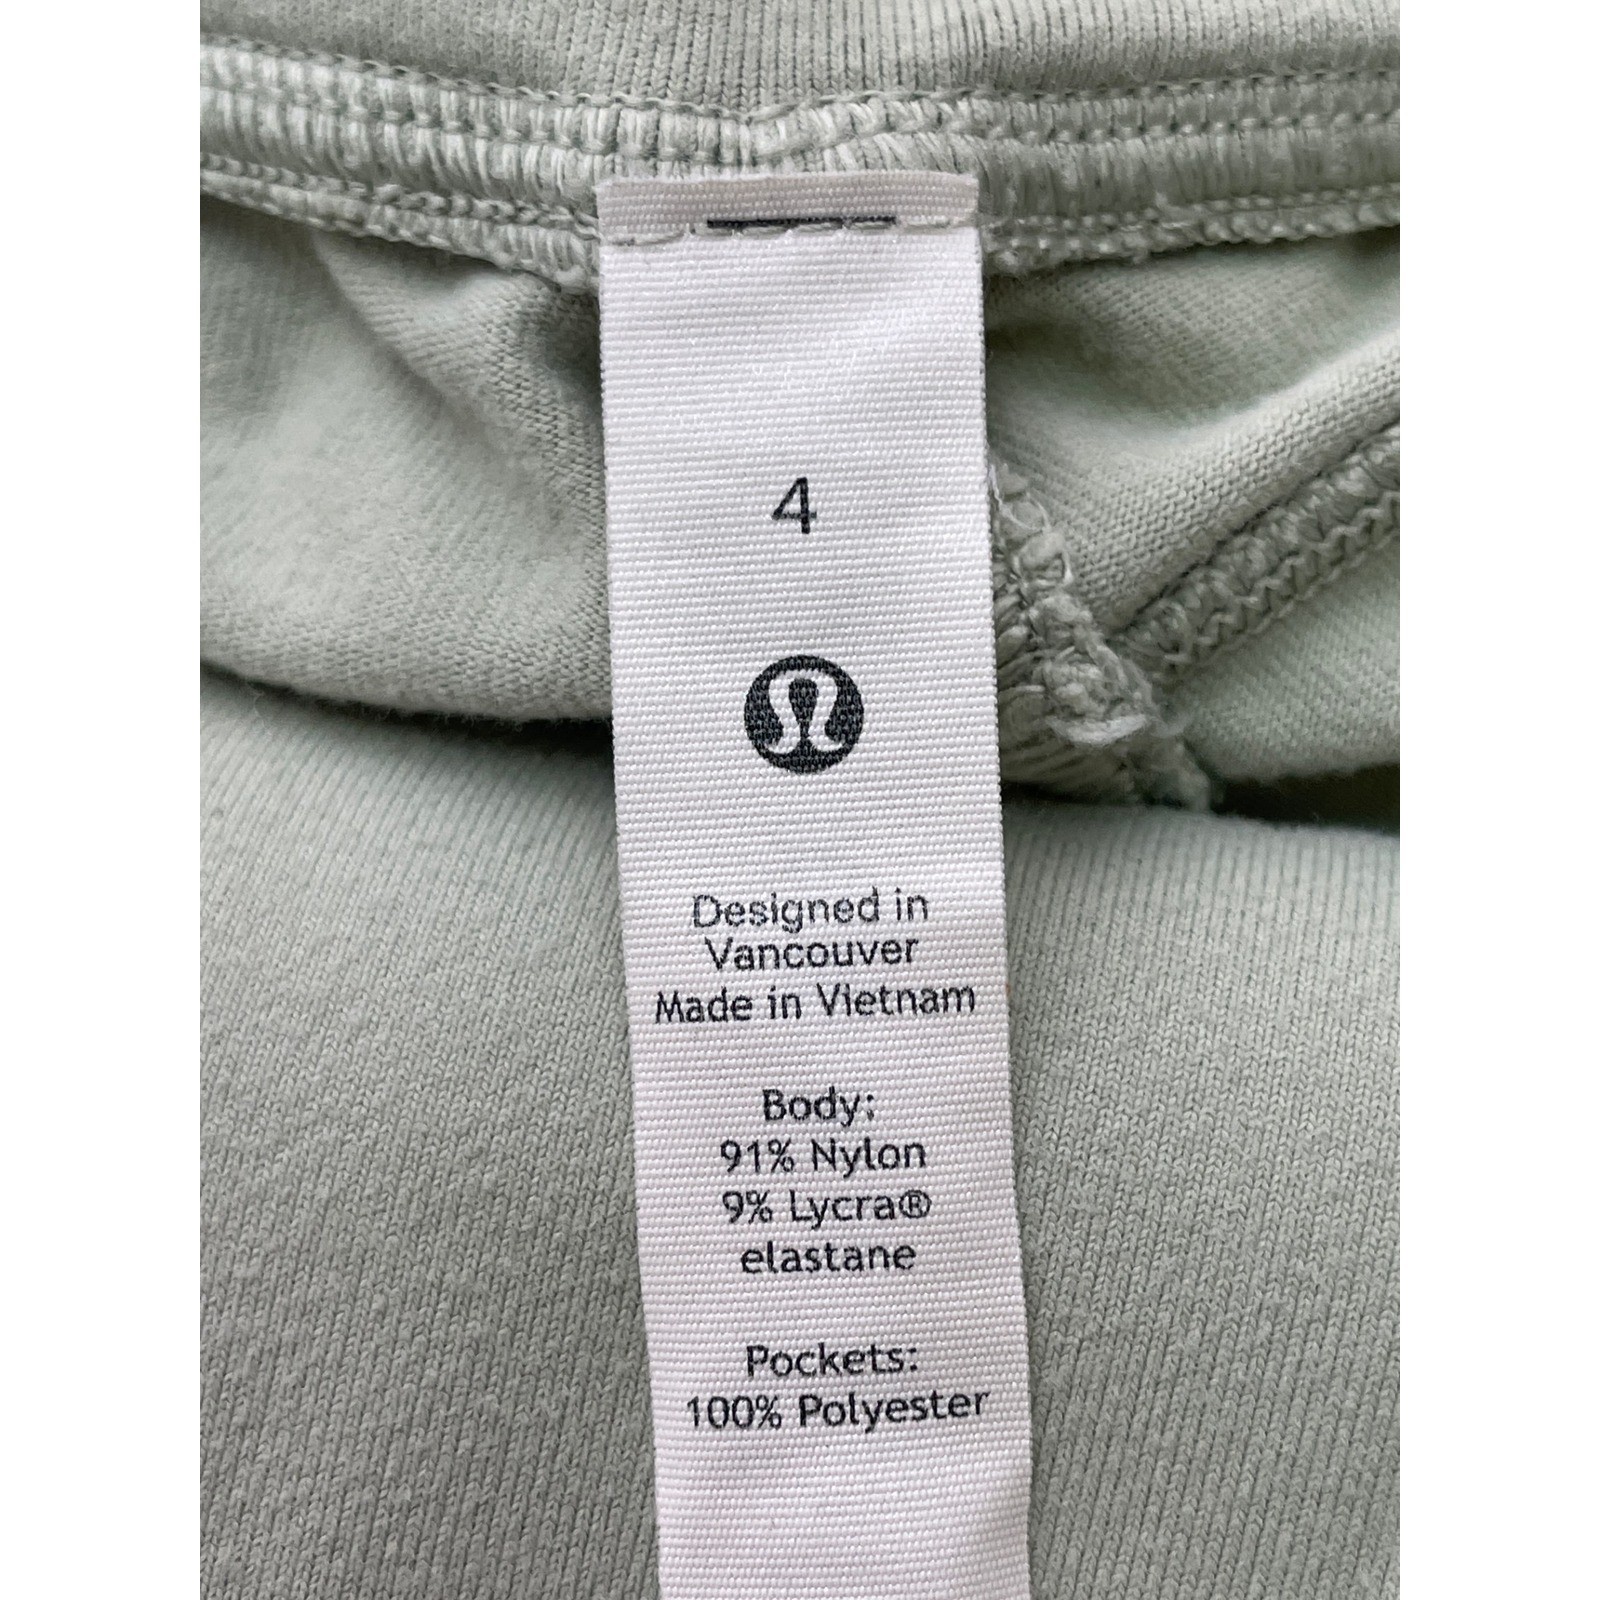 4
Designed in
Vancouver
Made in Vietnam
Body:
91% Nylon
9% Lycra®
elastane
Pockets:
100% Polyester